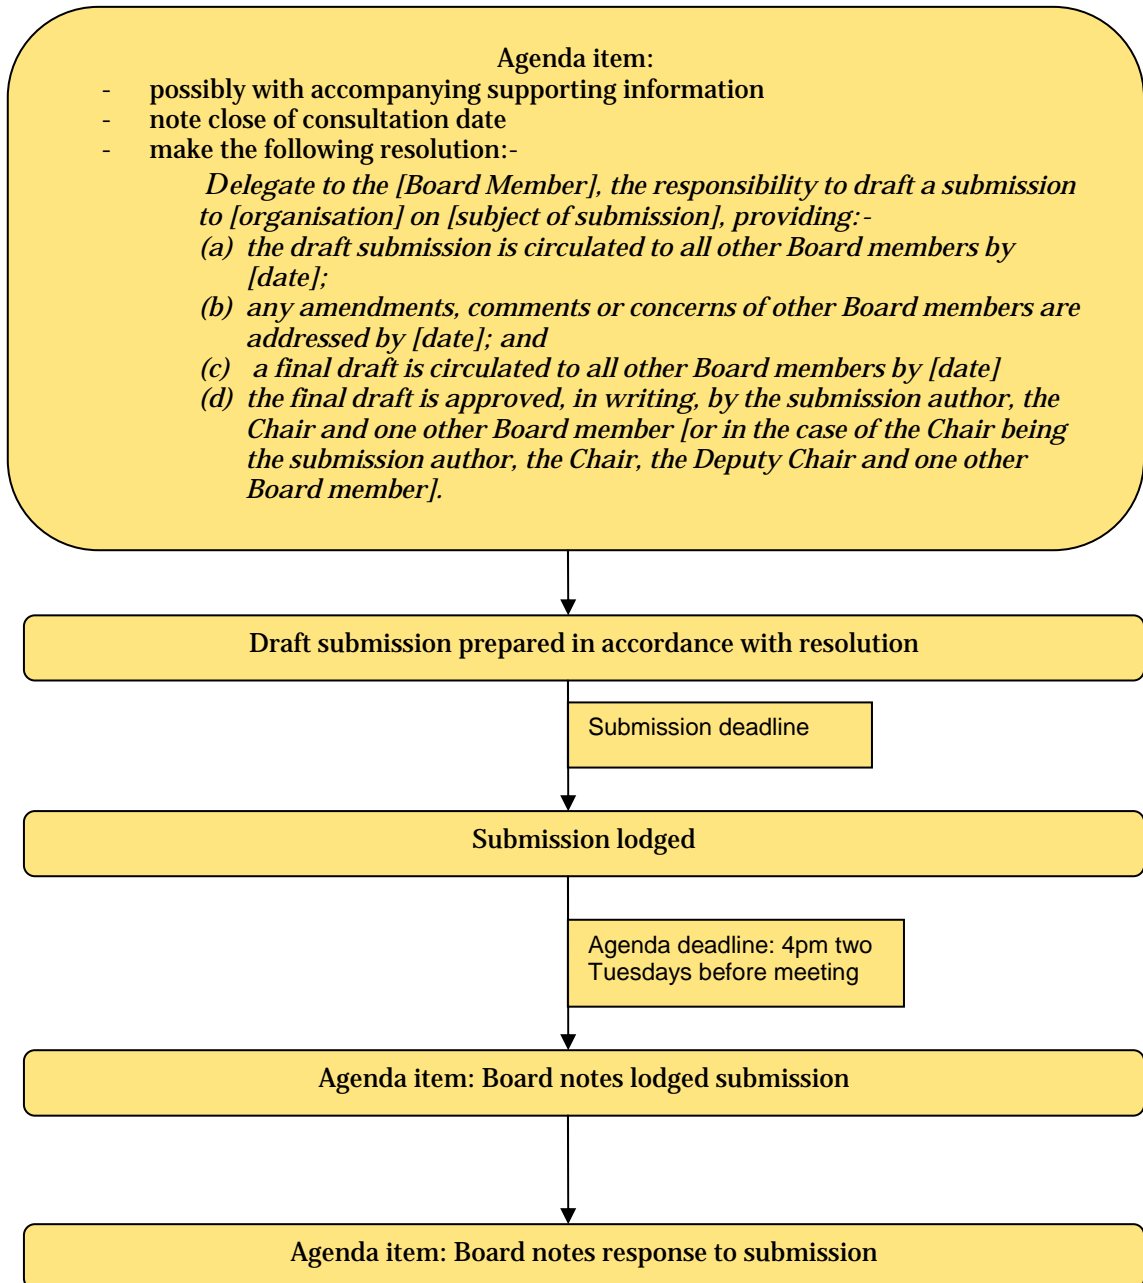 Agenda item:
- possibly with accompanying supporting information
- note close of consultation date
- make the following resolution:-
Delegate to the [Board Member], the responsibility to draft a submission
to [organisation] on [subject of submission], providing:-
(a) the draft submission is circulated to all other Board members by
[date];
(b) any amendments, comments or concerns of other Board members are
addressed by [date]; and
(c) a final draft is circulated to all other Board members by [date]
(d) the final draft is approved, in writing, by the submission author, the
Chair and one other Board member [or in the case of the Chair being
the submission author, the Chair, the Deputy Chair and one other
Board member].
Draft submission prepared in accordance with resolution
Submission deadline
Submission lodged
Agenda deadline: 4pm two
Tuesdays before meeting
Agenda item: Board notes lodged submission
Agenda item: Board notes response to submission